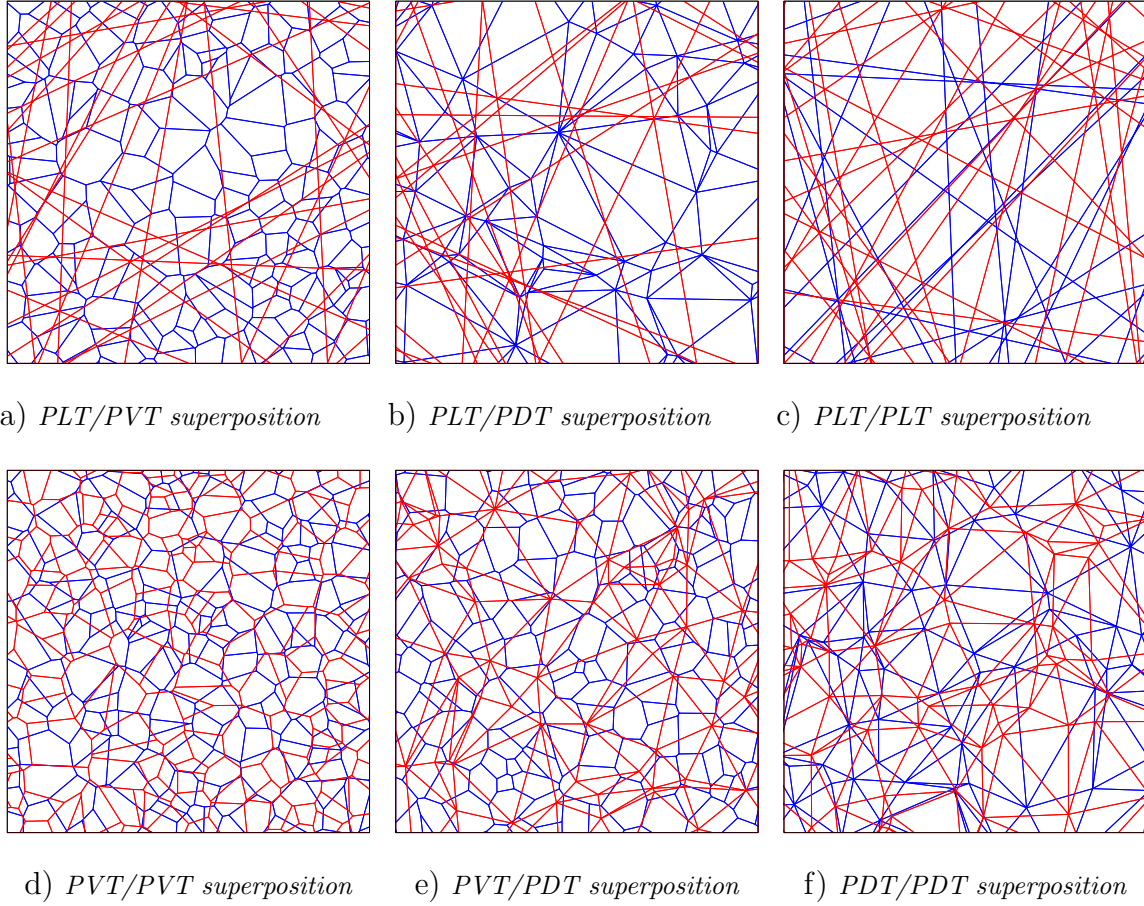 a) PLT/PVT superposition
b) PLT/PDT superposition
c) PLT/PLT superposition
d) PVT/PVT superposition
e) PVT/PDT superposition
f) PDT/PDT superposition